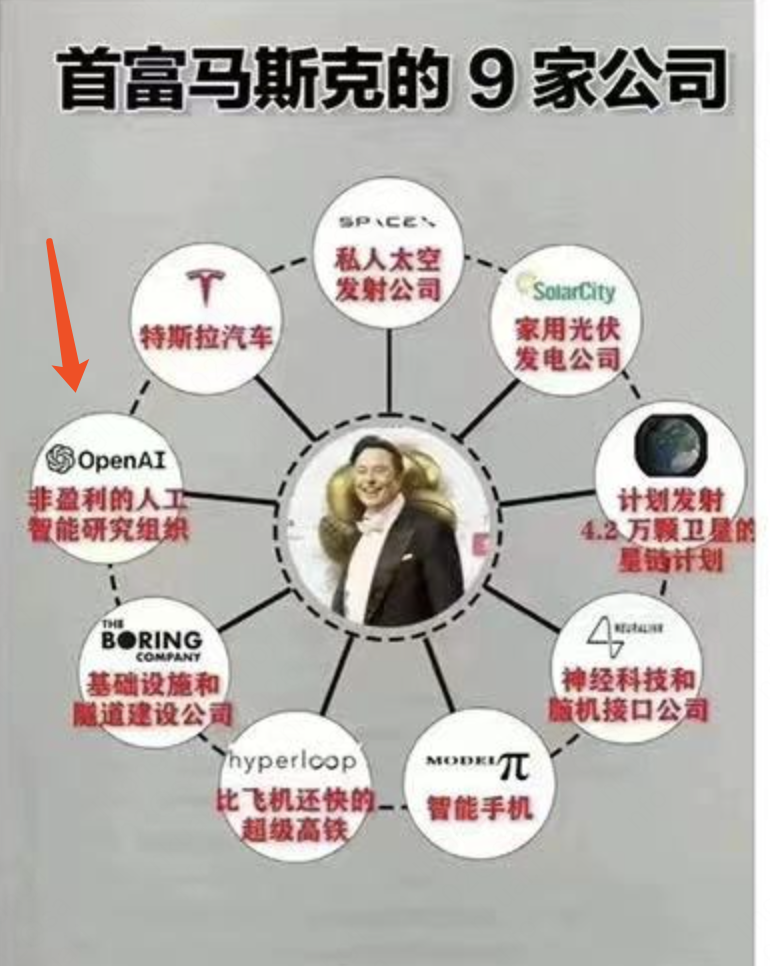 首富马斯克的 9 家公司
SPACEX
私人太空
发射公司
SolarCity
家用光伏
发电公司
计划发射
4.2 万颗卫星的
星链计划
NEURALINK
神经科技和
脑机接口公司
MODEL π
智能手机
hyperloop
比飞机还快的
超级高铁
THE
BORING
COMPANY
基础设施和
隧道建设公司
OpenAI
非盈利的人工
智能研究组织
特斯拉汽车